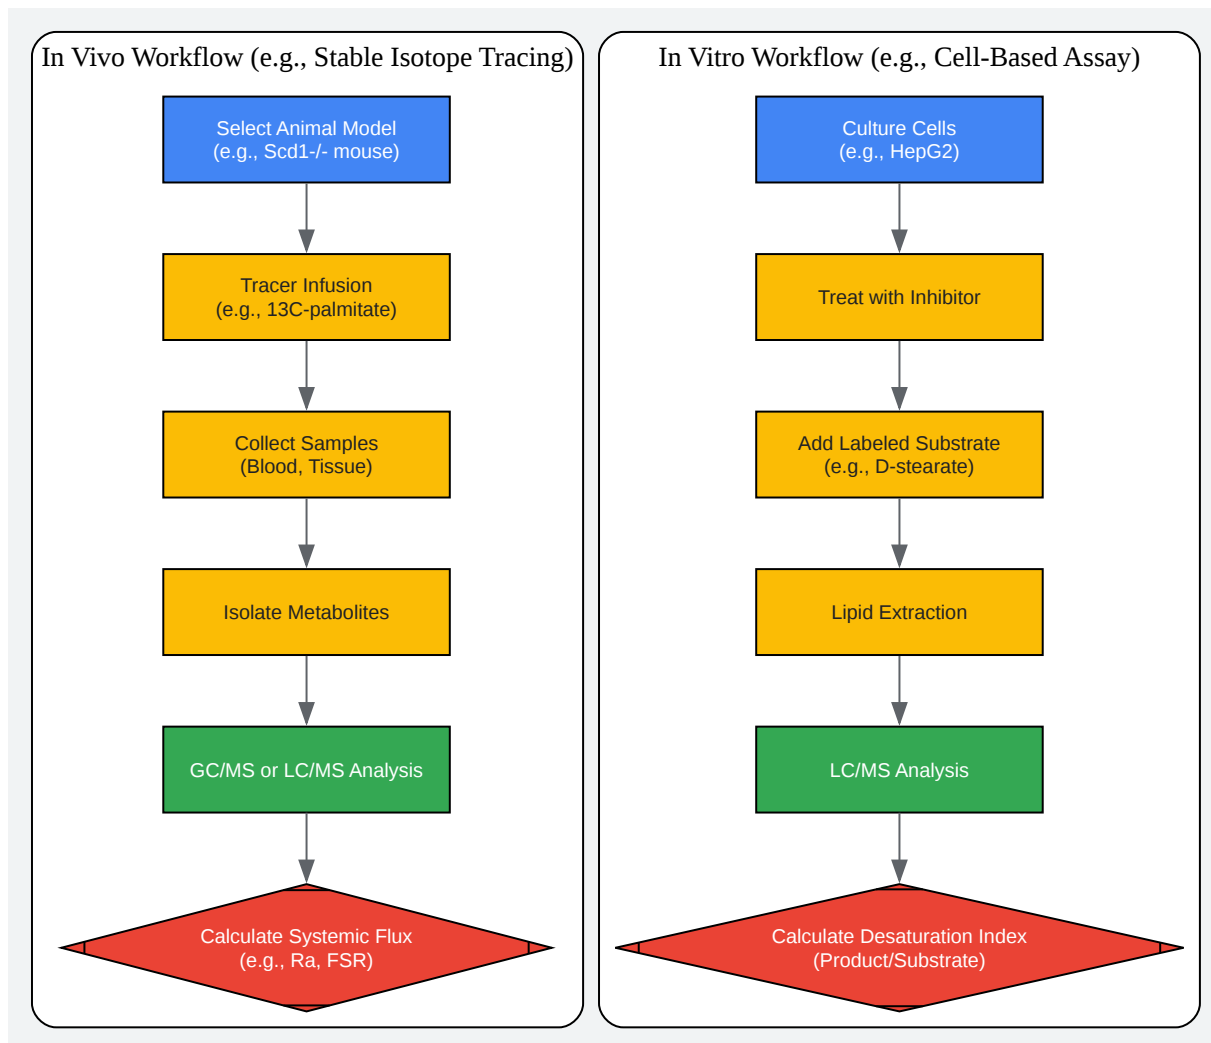 In Vivo Workflow (e.g., Stable Isotope Tracing)
Select Animal Model
(e.g., Scd1-/- mouse)
Tracer Infusion
(e.g., 13C-palmitate)
Collect Samples
(Blood, Tissue)
Isolate Metabolites
GC/MS or LC/MS Analysis
Calculate Systemic Flux
(e.g., Ra, FSR)
In Vitro Workflow (e.g., Cell-Based Assay)
Culture Cells
(e.g., HepG2)
Treat with Inhibitor
Add Labeled Substrate
(e.g., D-stearate)
Lipid Extraction
LC/MS Analysis
Calculate Desaturation Index
(Product/Substrate)